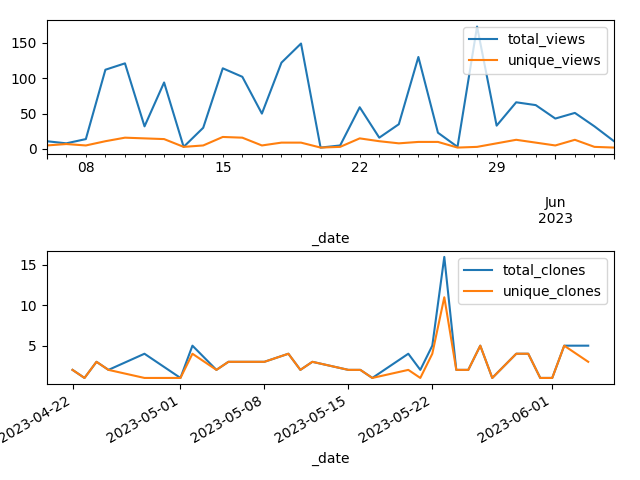 total_views
unique_views
150
100
50
0
08 15 22 29
Jun
2023
_date
total_clones
unique_clones
15
10
5
2023-04-22 2023-05-01 2023-05-08 2023-05-15 2023-05-22 2023-06-01
_date